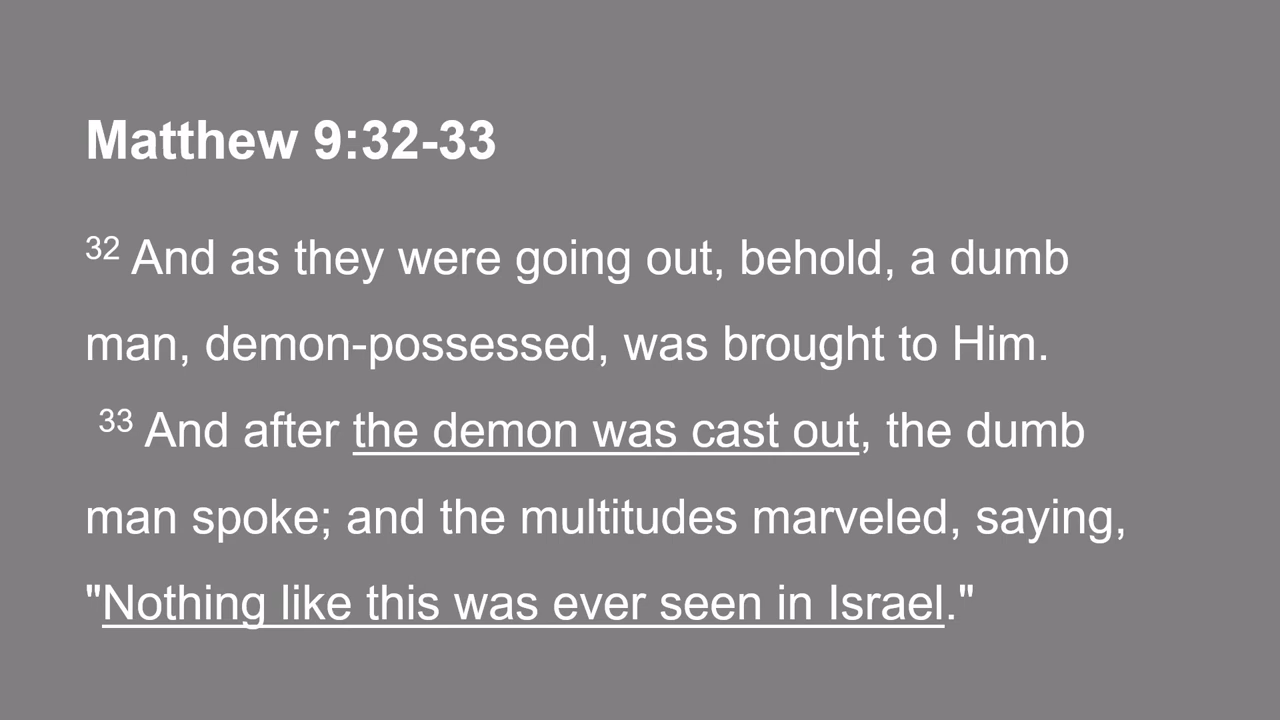 Matthew 9:32-33
32 And as they were going out, behold, a dumb
man, demon-possessed, was brought to Him.
33 And after the demon was cast out, the dumb
man spoke; and the multitudes marveled, saying,
"Nothing like this was ever seen in Israel."